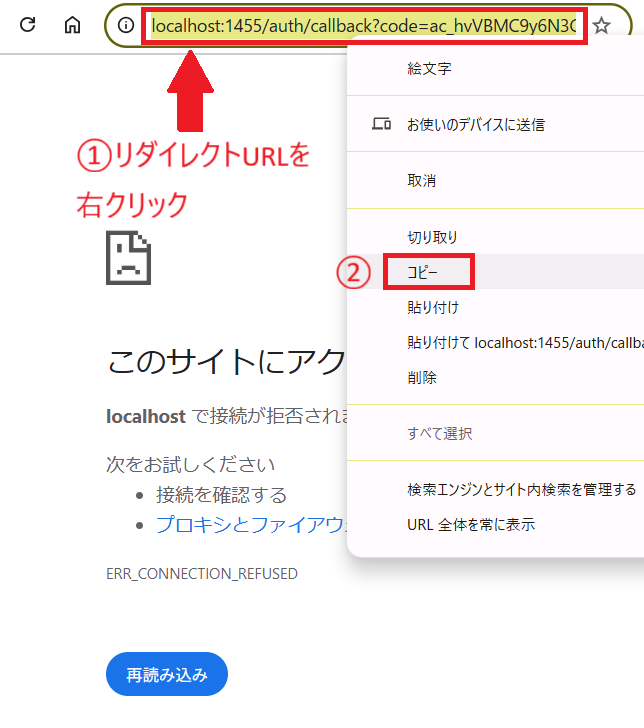 localhost:1455/auth/callback?code=ac_hvVBMC9y6N3C
絵文字
お使いのデバイスに送信
①リダイレクトURLを
右クリック
取消
切り取り
② コピー
貼り付け
貼り付けて localhost:1455/auth/callba
削除
すべて選択
検索エンジンとサイト内検索を管理する
URL 全体を常に表示
このサイトにアク
localhost で接続が拒否されま
次をお試しください
接続を確認する
プロキシとファイアウ
ERR_CONNECTION_REFUSED
再読み込み